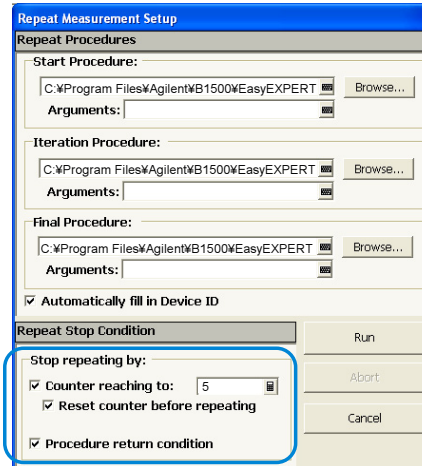 Repeat Measurement Setup
Repeat Procedures
Start Procedure:
C:¥Program Files¥Agilent¥B1500¥EasyEXPERT
Browse...
Arguments:
Iteration Procedure:
C:¥Program Files¥Agilent¥B1500¥EasyEXPERT
Browse...
Arguments:
Final Procedure:
C:¥Program Files¥Agilent¥B1500¥EasyEXPERT
Browse...
Arguments:
Automatically fill in Device ID
Repeat Stop Condition
Run
Stop repeating by:
Counter reaching to: 5
Abort
Reset counter before repeating
Cancel
Procedure return condition